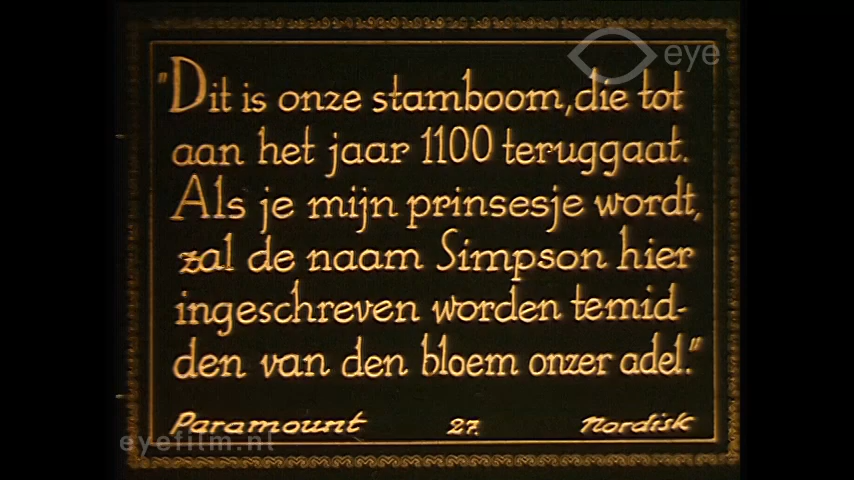 eye
"Dit is onze stamboom, die tot
aan het jaar 1100 teruggaat.
Als je mijn prinsesje wordt,
zal de naam Simpson hier
ingeschreven worden temid-
den van den bloem onzer adel."
Paramount 27. Nordisk
eyefilm.nl